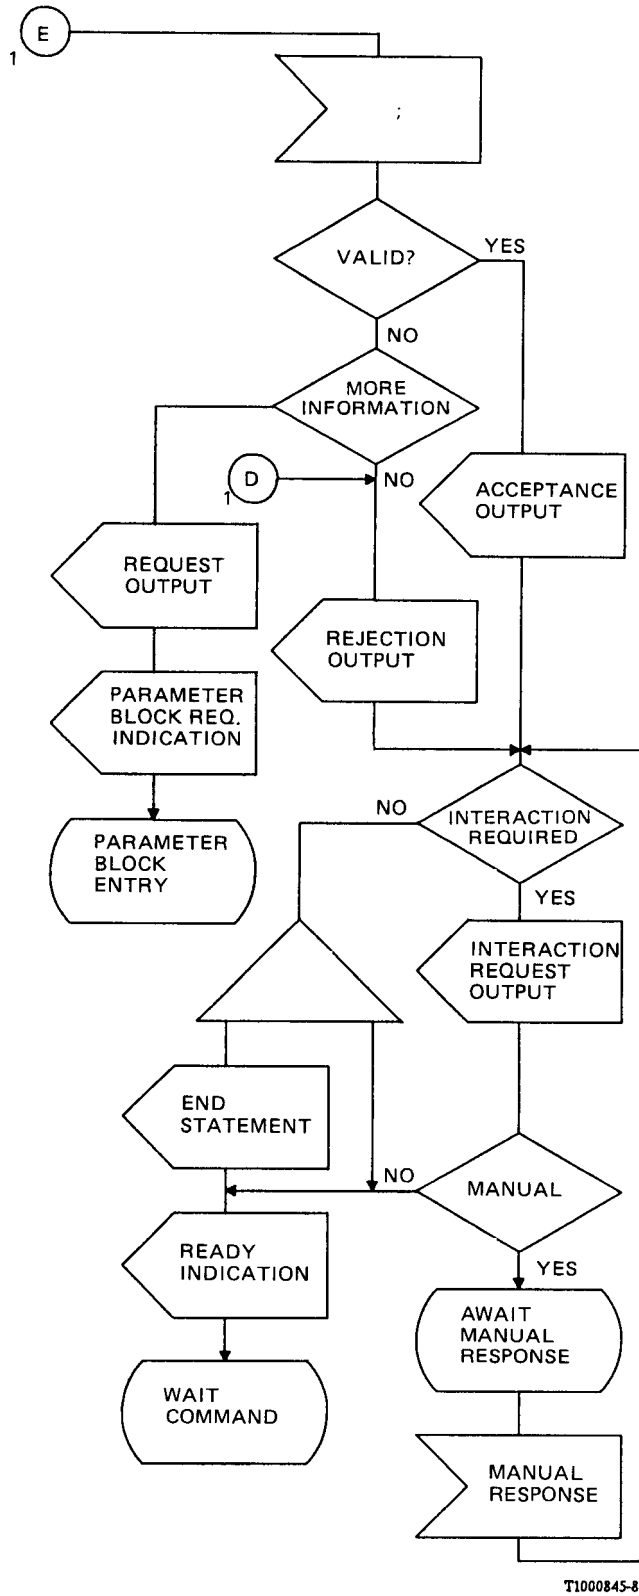 E
1
;
VALID?
YES
NO
MORE
INFORMATION
D
1
NO
ACCEPTANCE
OUTPUT
REQUEST
OUTPUT
REJECTION
OUTPUT
PARAMETER
BLOCK REQ.
INDICATION
NO
INTERACTION
REQUIRED
PARAMETER
BLOCK
ENTRY
YES
INTERACTION
REQUEST
OUTPUT
END
STATEMENT
NO
MANUAL
READY
INDICATION
YES
AWAIT
MANUAL
RESPONSE
WAIT
COMMAND
MANUAL
RESPONSE
T1000845-8